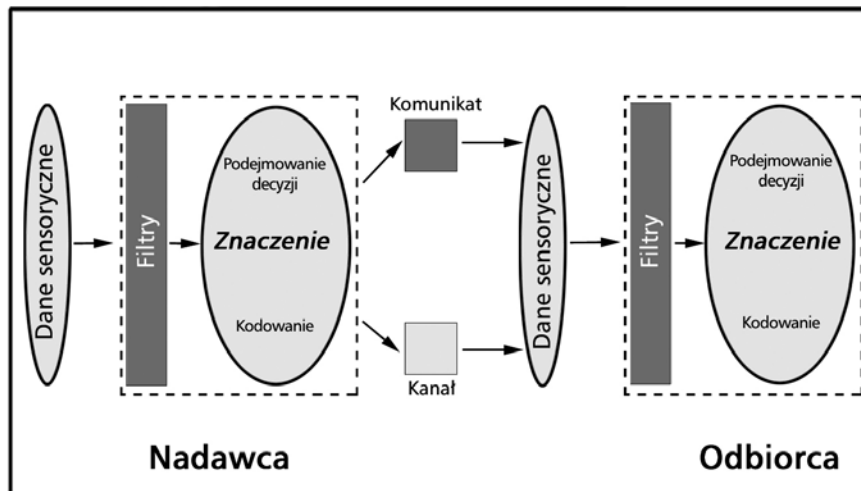 Komunikat
Dane sensoryczne
Filtry
Podejmowanie
decyzji
Znaczenie
Kodowanie
Kanał
Dane sensoryczne
Filtry
Podejmowanie
decyzji
Znaczenie
Kodowanie
Nadawca
Odbiorca